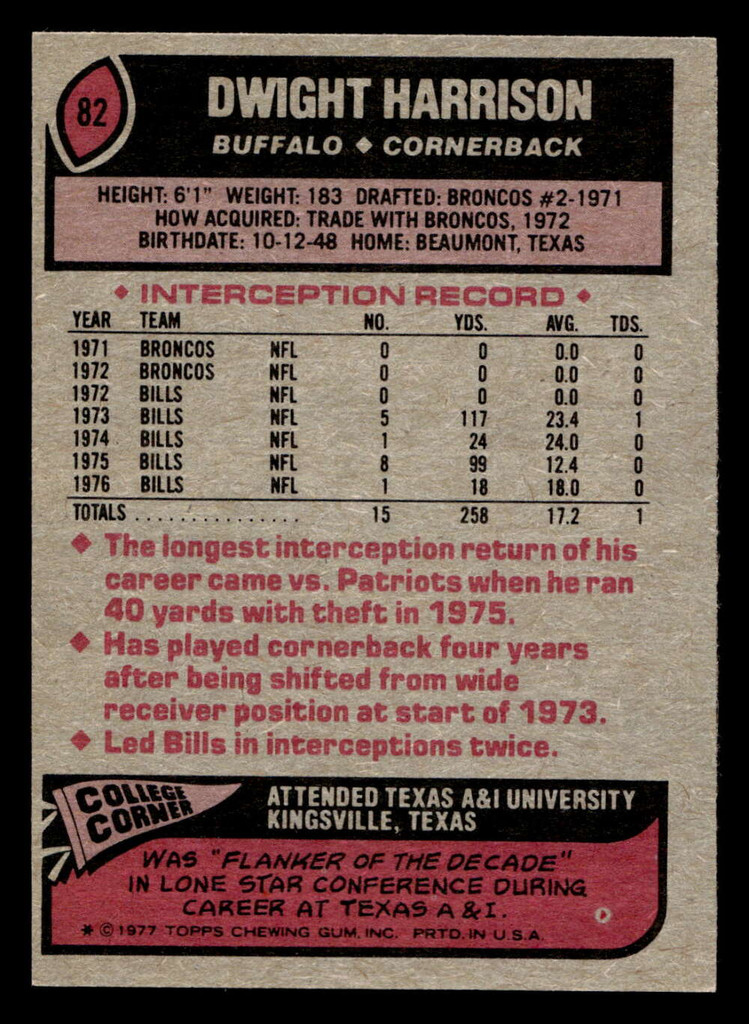 82
DWIGHT HARRISON
BUFFALO ◆ CORNERBACK
HEIGHT: 6'1" WEIGHT: 183 DRAFTED: BRONCOS #2-1971
HOW ACQUIRED: TRADE WITH BRONCOS, 1972
BIRTHDATE: 10-12-48 HOME: BEAUMONT, TEXAS
◆ INTERCEPTION RECORD ◆
YEAR TEAM NO. YDS. AVG. TDS.
1971 BRONCOS NFL 0 0 0.0 0
1972 BRONCOS NFL 0 0 0.0 0
1972 BILLS NFL 0 0 0.0 0
1973 BILLS NFL 5 117 23.4 1
1974 BILLS NFL 1 24 24.0 0
1975 BILLS NFL 8 99 12.4 0
1976 BILLS NFL 1 18 18.0 0
TOTALS ................ 15 258 17.2 1
◆ The longest interception return of his
career came vs. Patriots when he ran
40 yards with theft in 1975.
◆ Has played cornerback four years
after being shifted from wide
receiver position at start of 1973.
◆ Led Bills in interceptions twice.
COLLEGE
CORNER
ATTENDED TEXAS A&I UNIVERSITY
KINGSVILLE, TEXAS
WAS "FLANKER OF THE DECADE"
IN LONE STAR CONFERENCE DURING
CAREER AT TEXAS A & I.
* © 1977 TOPPS CHEWING GUM, INC. PRTD. IN U.S.A.